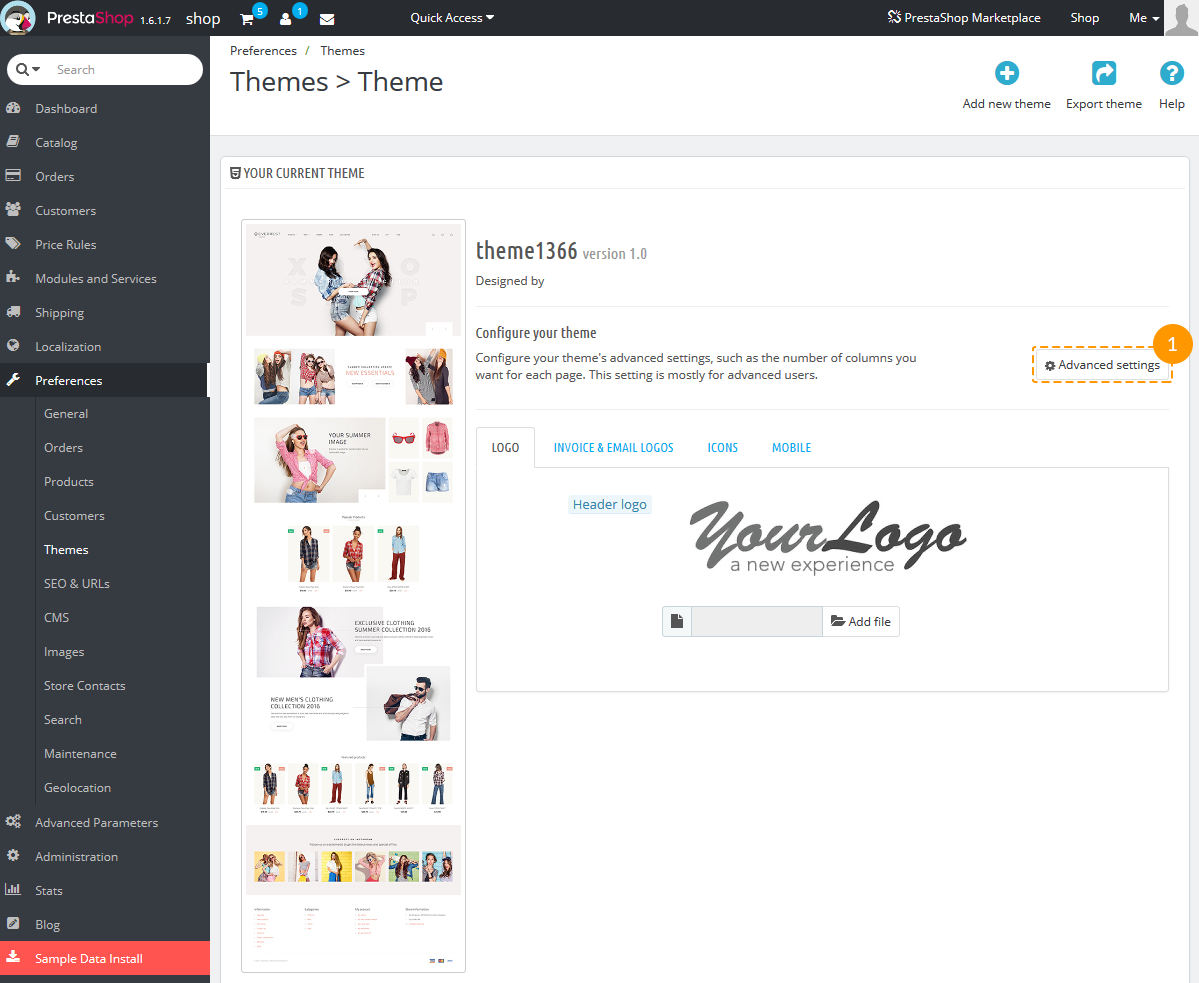 PrestaShop 1.6.1.7 shop 5 1 Quick Access PrestaShop Marketplace Shop Me
Search
Dashboard
Catalog
Orders
Customers
Price Rules
Modules and Services
Shipping
Localization
Preferences
General
Orders
Products
Customers
Themes
SEO & URLs
CMS
Images
Store Contacts
Search
Maintenance
Geolocation
Advanced Parameters
Administration
Stats
Blog
Sample Data Install
Preferences / Themes
Themes > Theme
Add new theme Export theme Help
YOUR CURRENT THEME
YOUR SUMMER
IMAGE
NEW ESSENTIALS
EXCLUSIVE CLOTHING
SUMMER COLLECTION 2016
NEW MEN'S CLOTHING
COLLECTION 2016
theme1366 version 1.0
Designed by
Configure your theme
Configure your theme's advanced settings, such as the number of columns you
want for each page. This setting is mostly for advanced users.
1
Advanced settings
LOGO INVOICE & EMAIL LOGOS ICONS MOBILE
Header logo
YourLogo
a new experience
Add file